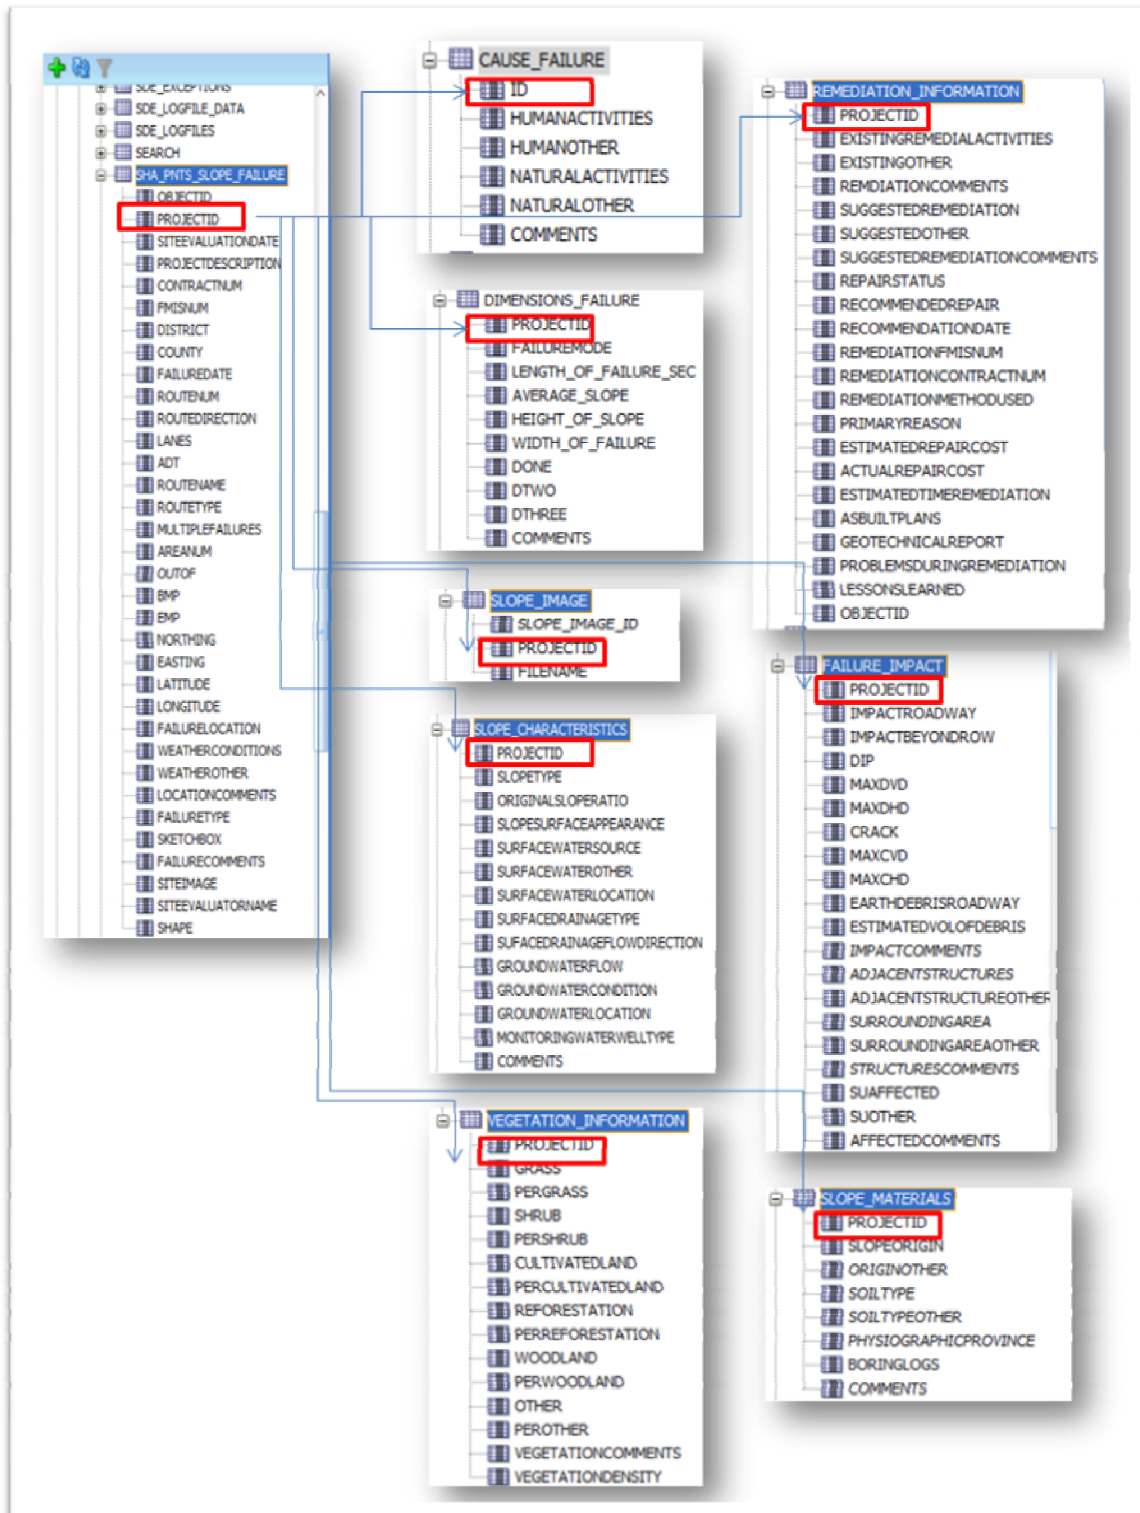 SDE_EXCEPTIONS
SDE_LOGFILE_DATA
SDE_LOGFILES
SEARCH
SHA_PNTS_SLOPE_FAILURE
OBJECTID
PROJECTID
SITEEVALUATIONDATE
PROJECTDESCRIPTION
CONTRACTNUM
FMISNUM
DISTRICT
COUNTY
FAILUREDATE
ROUTENUM
ROUTEDIRECTION
LANES
ADT
ROUTENAME
ROUTETYPE
MULTIPLEFAILURES
AREANUM
OUTOF
BMP
EMP
NORTHING
EASTING
LATITUDE
LONGITUDE
FAILURELOCATION
WEATHERCONDITIONS
WEATHEROTHER
LOCATIONCOMMENTS
FAILURETYPE
SKETCHBOX
FAILURECOMMENTS
SITEIMAGE
SITEEVALUATORNAME
SHAPE
CAUSE_FAILURE
ID
HUMANACTIVITIES
HUMANOTHER
NATURALACTIVITIES
NATURALOTHER
COMMENTS
DIMENSIONS_FAILURE
PROJECTID
FAILUREMODE
LENGTH_OF_FAILURE_SEC
AVERAGE_SLOPE
HEIGHT_OF_SLOPE
WIDTH_OF_FAILURE
DONE
DTWO
DTHREE
COMMENTS
SLOPE_IMAGE
SLOPE_IMAGE_ID
PROJECTID
FILENAME
SLOPE_CHARACTERISTICS
PROJECTID
SLOPETYPE
ORIGINALSLOPERATIO
SLOPESURFACEAPPEARANCE
SURFACEWATERSOURCE
SURFACEWATEROTHER
SURFACEWATERLOCATION
SURFACEDRAINAGETYPE
SUFACEDRAINAGEFLOWDIRECTION
GROUNDWATERFLOW
GROUNDWATERCONDITION
GROUNDWATERLOCATION
MONITORINGWATERWELLTYPE
COMMENTS
VEGETATION_INFORMATION
PROJECTID
GRASS
PERGRASS
SHRUB
PERSHRUB
CULTIVATEDLAND
PERCULTIVATEDLAND
REFORESTATION
PERREFORESTATION
WOODLAND
PERWOODLAND
OTHER
PEROTHER
VEGETATIONCOMMENTS
VEGETATIONDENSITY
REMEDIATION_INFORMATION
PROJECTID
EXISTINGREMEDIALACTIVITIES
EXISTINGOTHER
REMDIATIONCOMMENTS
SUGGESTEDREMEDIATION
SUGGESTEDOTHER
SUGGESTEDREMEDIATIONCOMMENTS
REPAIRSTATUS
RECOMMENDEDREPAIR
RECOMMENDATIONDATE
REMEDIATIONFMISNUM
REMEDIATIONCONTRACTNUM
REMEDIATIONMETHODUSED
PRIMARYREASON
ESTIMATEDREPAIRCOST
ACTUALREPAIRCOST
ESTIMATEDTIMEREMEDIATION
ASBUILTPLANS
GEOTECHNICALREPORT
PROBLEMSDURINGREMEDIATION
LESSONSLEARNED
OBJECTID
FAILURE_IMPACT
PROJECTID
IMPACTROADWAY
IMPACTBEYONDROW
DIP
MAXDVD
MAXDHD
CRACK
MAXCVD
MAXCHD
EARTHDEBRISROADWAY
ESTIMATEDVOLOFDEBRIS
IMPACTCOMMENTS
ADJACENTSTRUCTURES
ADJACENTSTRUCTUREOTHER
SURROUNDINGAREA
SURROUNDINGAREAOTHER
STRUCTURESCOMMENTS
SUAFFECTED
SUOTHER
AFFECTEDCOMMENTS
SLOPE_MATERIALS
PROJECTID
SLOPEORIGIN
ORIGINOTHER
SOILTYPE
SOILTYPEOTHER
PHYSIOGRAPHICPROVINCE
BORINGLOGS
COMMENTS